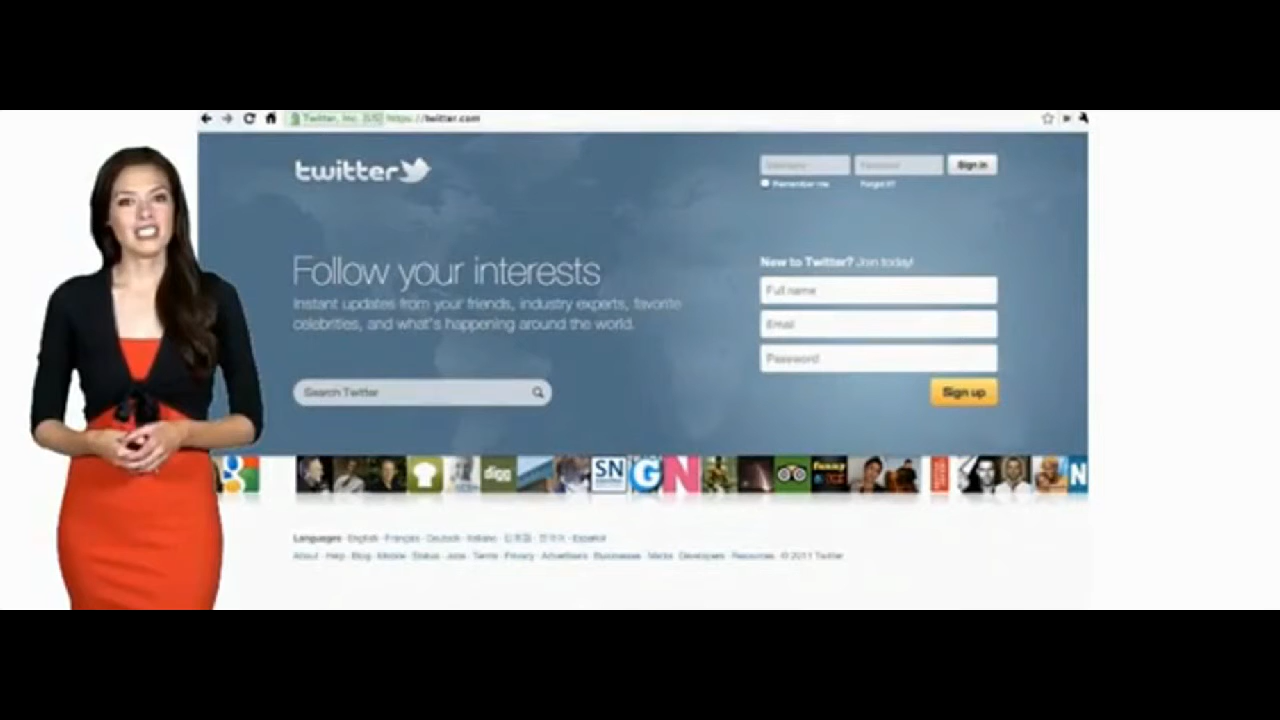 Twitter, Inc. [US] https://twitter.com
twitter
Sign in
Remember me
Forgot it?
Follow your interests
Instant updates from your friends, industry experts, favorite
celebrities, and what's happening around the world.
Search Twitter
New to Twitter? Join today!
Full name
Email
Password
Sign up
digg
SN
G
N
funny
N
Languages: English Français Deutsch Italiano 日本語 한국어 Español
About Help Blog Mobile Status Jobs Terms Privacy Advertisers Businesses Media Developers Resources © 2011 Twitter